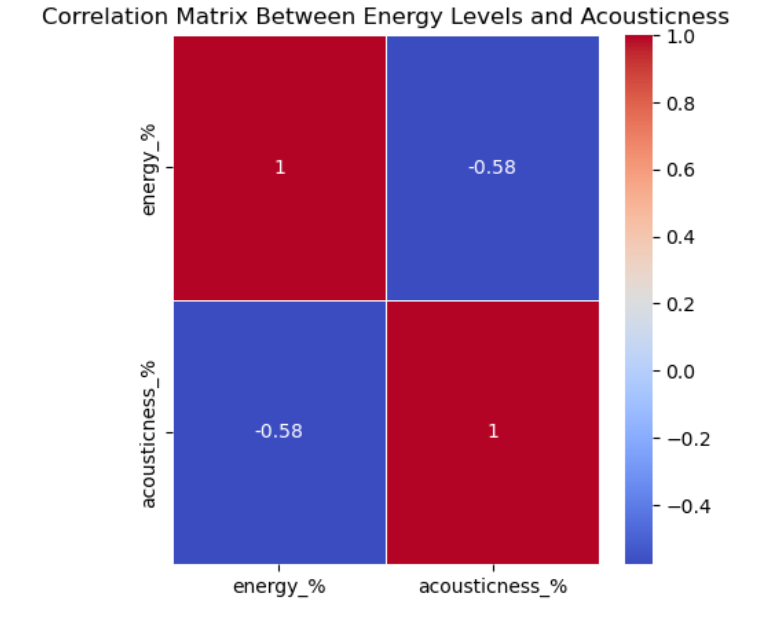 Correlation Matrix Between Energy Levels and Acousticness
energy_%
1
-0.58
acousticness_%
-0.58
1
energy_%
acousticness_%
1.0
0.8
0.6
0.4
0.2
0.0
−0.2
−0.4